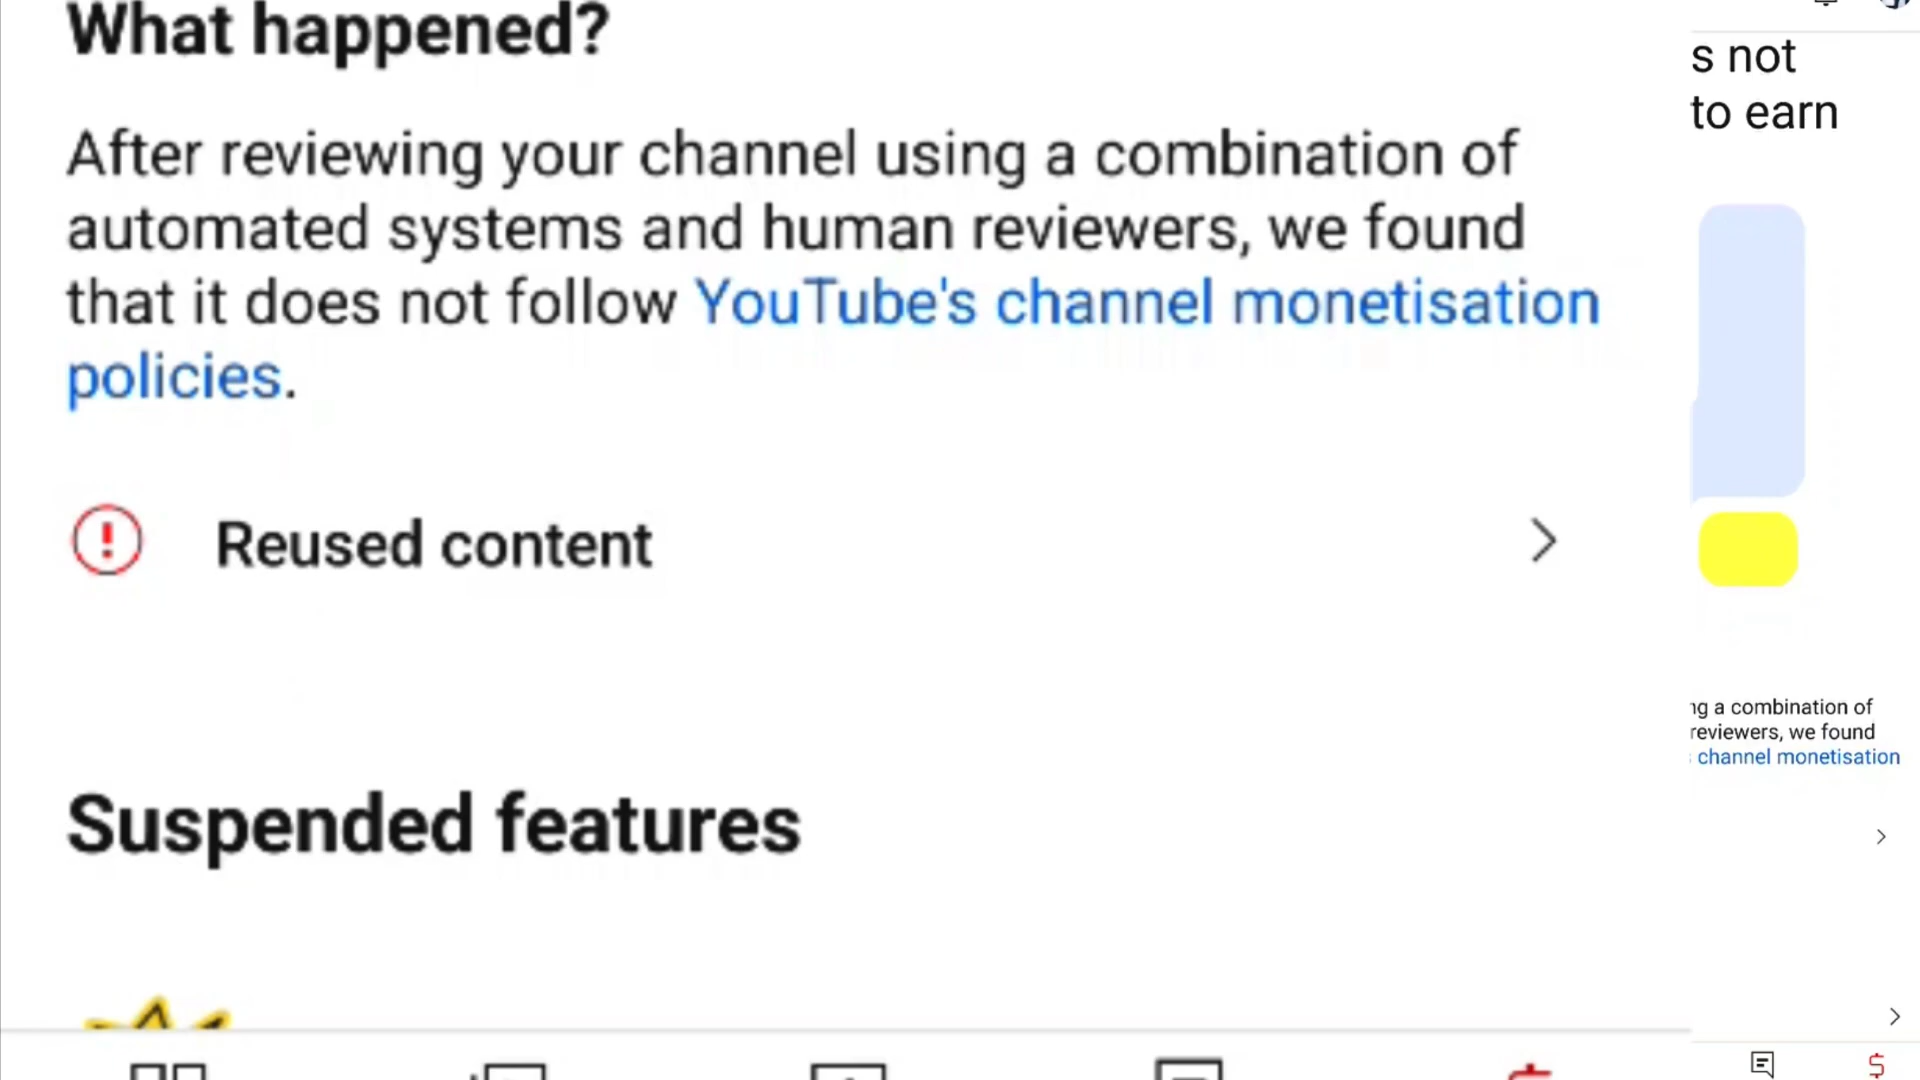 What happened?
After reviewing your channel using a combination of
automated systems and human reviewers, we found
that it does not follow YouTube's channel monetisation
policies.
Reused content
Suspended features
s not
to earn
ng a combination of
reviewers, we found
channel monetisation